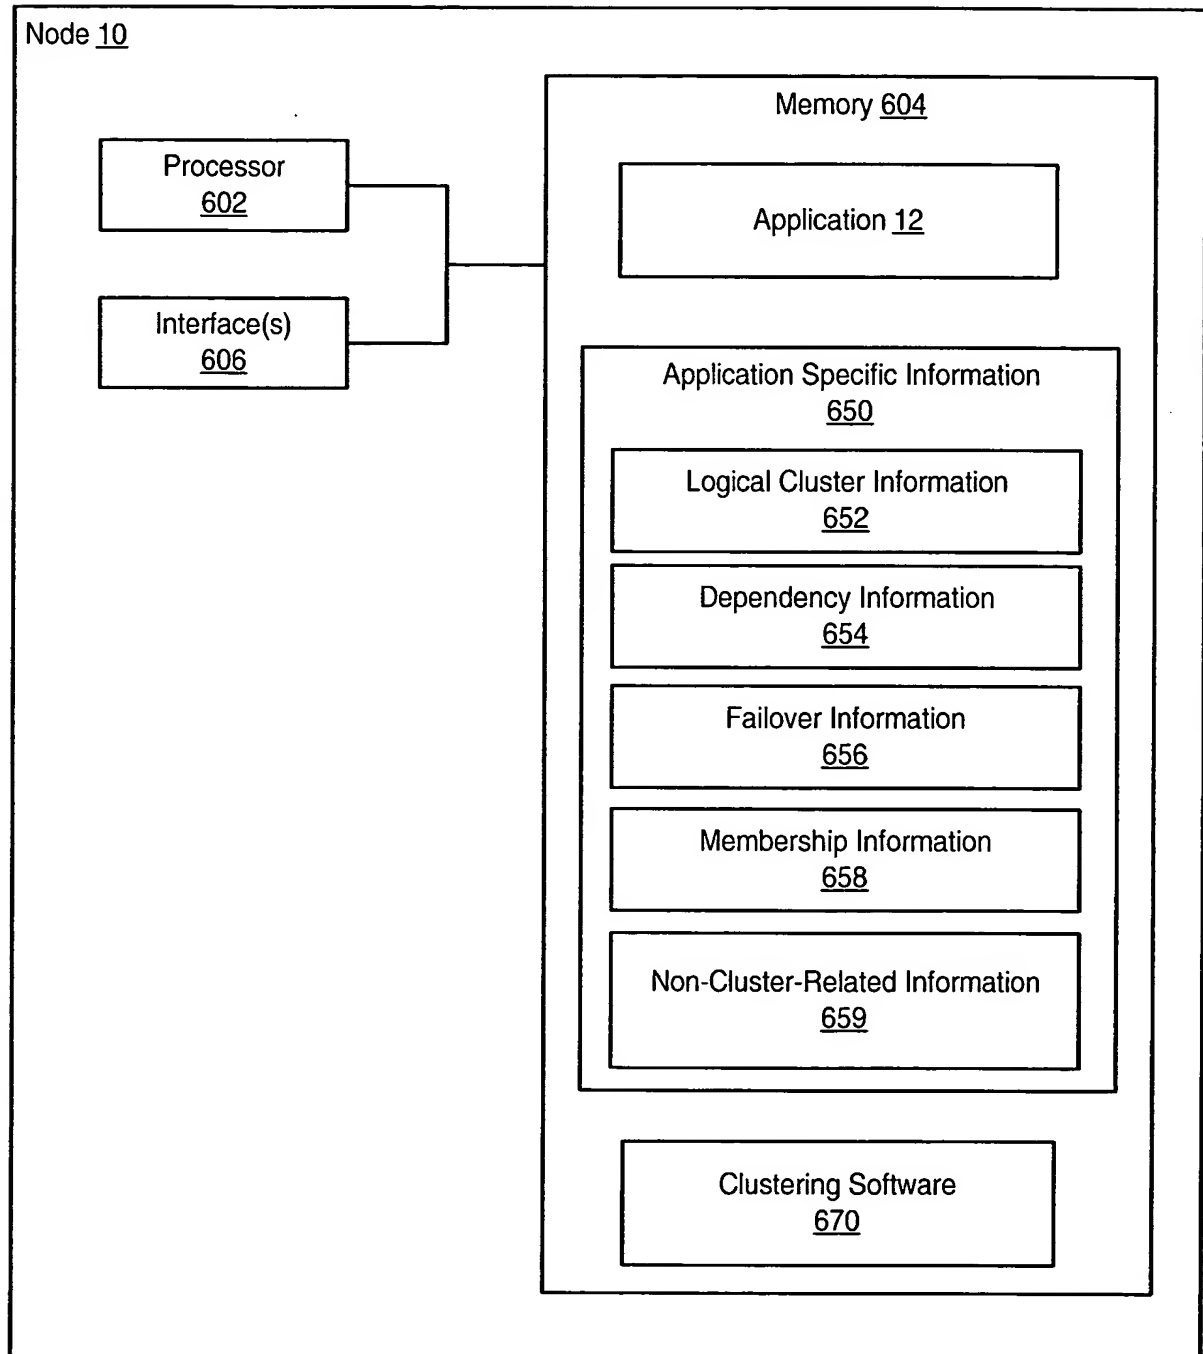 Node 10
Memory 604
Processor
602
Application 12
Interface(s)
606
Application Specific Information
650
Logical Cluster Information
652
Dependency Information
654
Failover Information
656
Membership Information
658
Non-Cluster-Related Information
659
Clustering Software
670